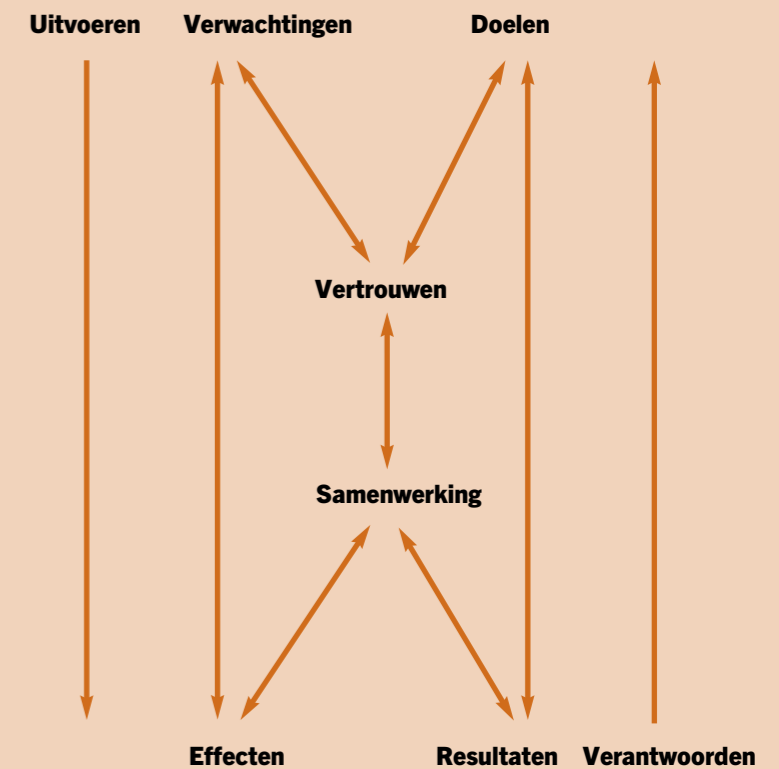 Uitvoeren Verwachtingen Doelen
Vertrouwen
Samenwerking
Effecten Resultaten Verantwoorden